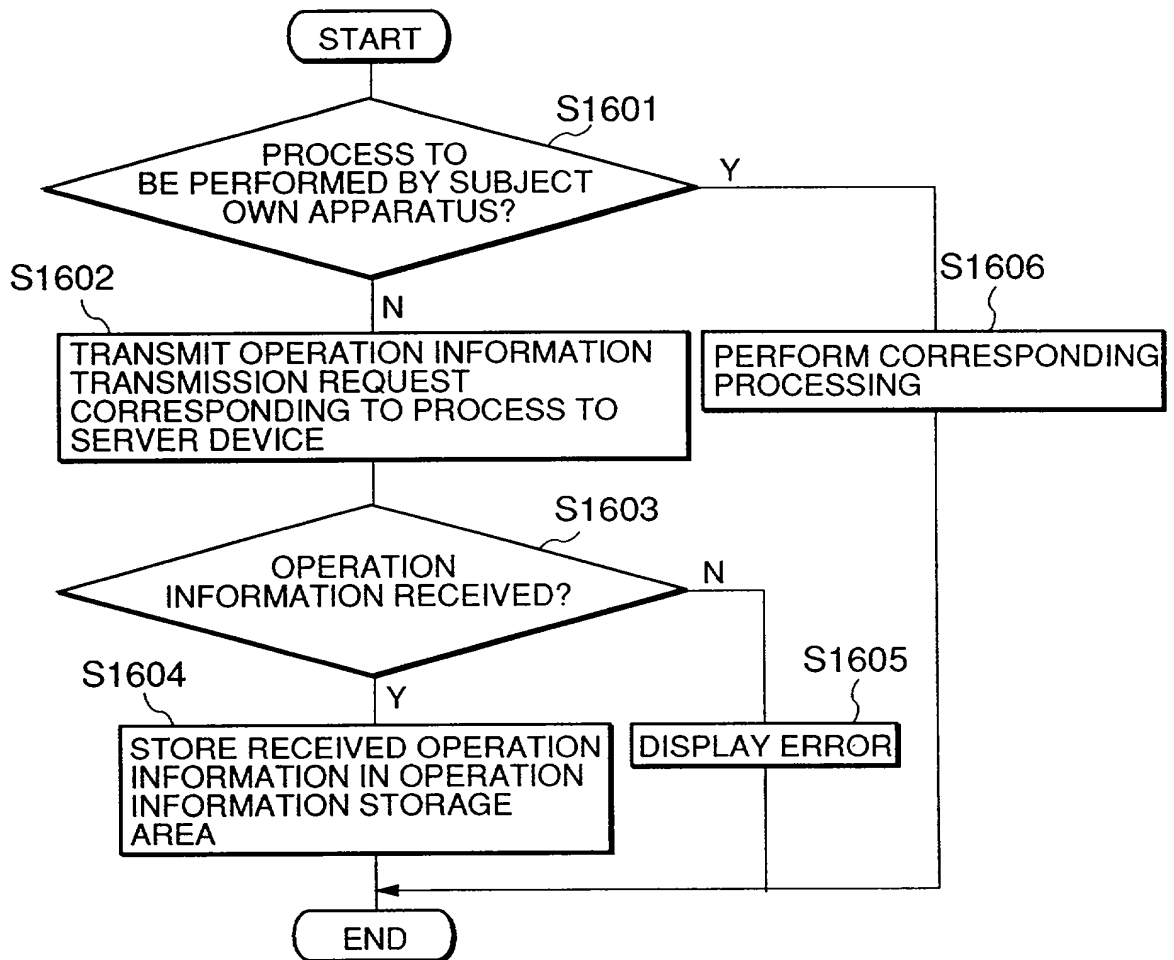 START
S1601
PROCESS TO
BE PERFORMED BY SUBJECT
OWN APPARATUS?
Y
S1602
N
S1606
TRANSMIT OPERATION INFORMATION
TRANSMISSION REQUEST
CORRESPONDING TO PROCESS TO
SERVER DEVICE
PERFORM CORRESPONDING
PROCESSING
S1603
OPERATION
INFORMATION RECEIVED?
N
S1604
Y
S1605
STORE RECEIVED OPERATION
INFORMATION IN OPERATION
INFORMATION STORAGE
AREA
DISPLAY ERROR
END